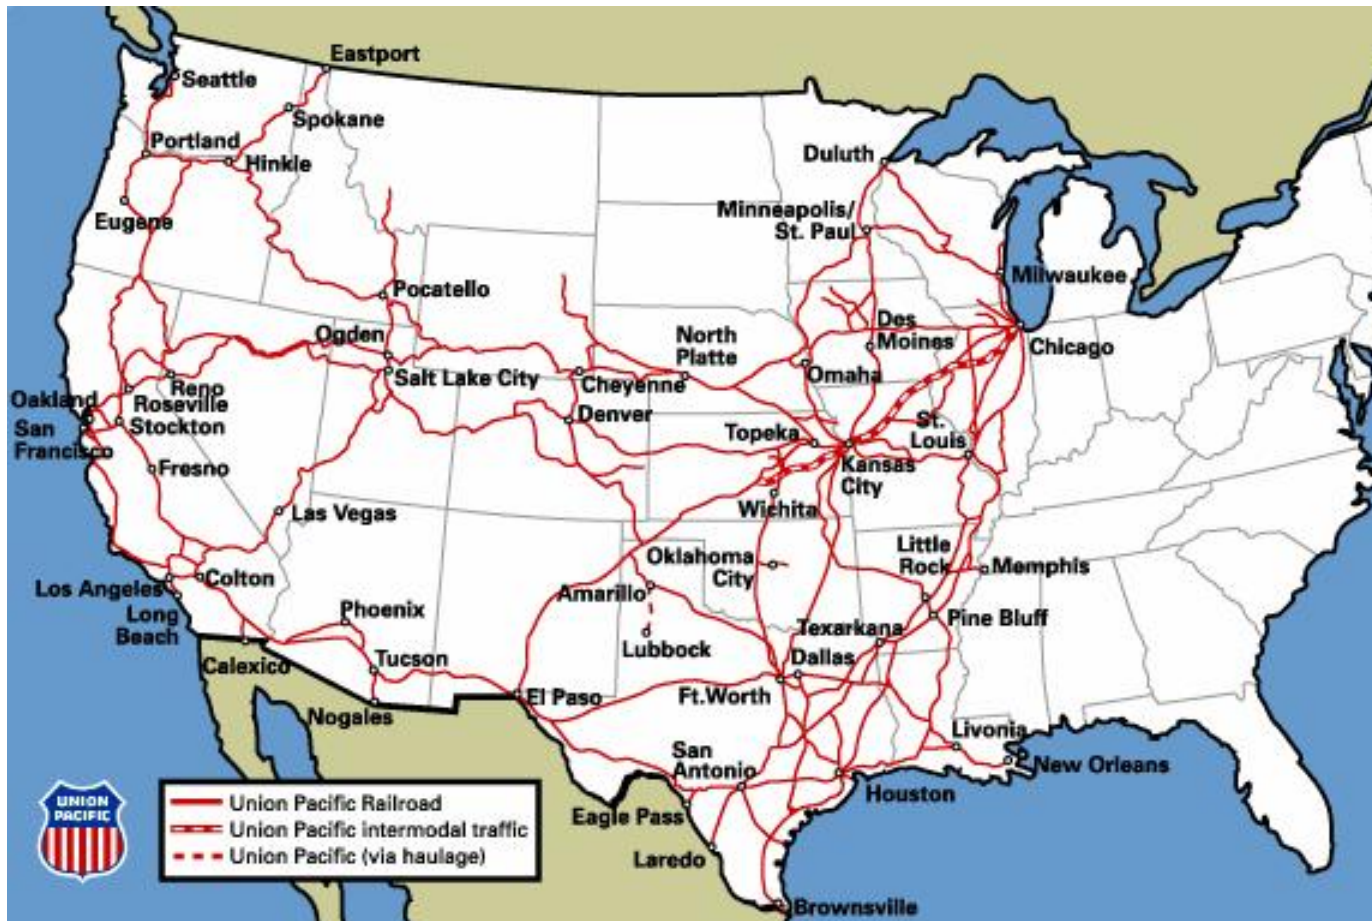 Eastport
Seattle
Spokane
Portland
Hinkle
Duluth
Eugene
Minneapolis/
St. Paul
Milwaukee
Pocatello
Ogden
North
Platte
Des
Moines
Chicago
Salt Lake City
Cheyenne
Omaha
Reno
Oakland
Roseville
San
Francisco
Stockton
Denver
St.
Louis
Topeka
Kansas
City
Fresno
Wichita
Las Vegas
Oklahoma
City
Little
Rock
Memphis
Los Angeles
Colton
Amarillo
Long
Beach
Phoenix
Pine Bluff
Texarkana
Lubbock
Calexico
Tucson
Dallas
El Paso
Ft.Worth
Nogales
Livonia
San
Antonio
New Orleans
Houston
Eagle Pass
Laredo
Brownsville
UNION
PACIFIC
Union Pacific Railroad
Union Pacific intermodal traffic
Union Pacific (via haulage)